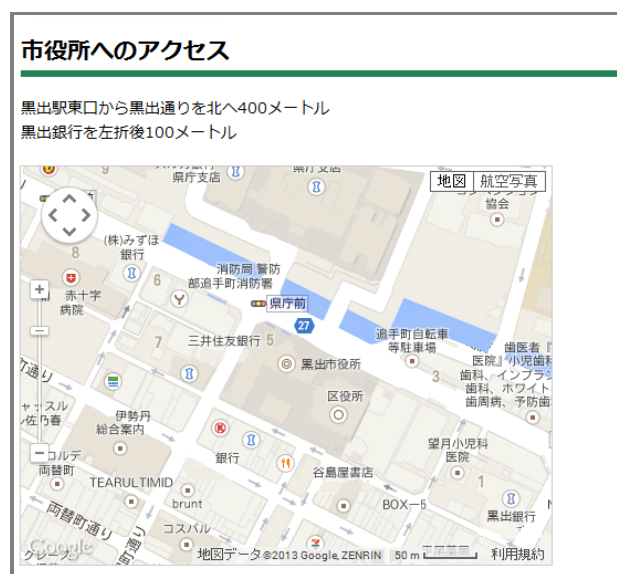 市役所へのアクセス
黒出駅東口から黒出通りを北へ400メートル
黒出銀行を左折後100メートル
県庁支店
県庁支店
地図
航空写真
協会
(株)みずほ
銀行
8
消防局 警防
部追手町消防署
6
県庁前
赤十字
病院
27
7
三井住友銀行
5
追手町自転車
等駐車場
黒出市役所
歯医者『
医院』小児歯科
3
歯科、インプラン
歯科、ホワイト
歯周病、予防歯
区役所
伊勢丹
総合案内
銀行
望月小児科
医院
両替町
谷島屋書店
1
TEARULTIMID
brunt
BOX―5
黒出銀行
両替町通り
コスパル
Google
地図データ©2013 Google, ZENRIN
50 m
利用規約